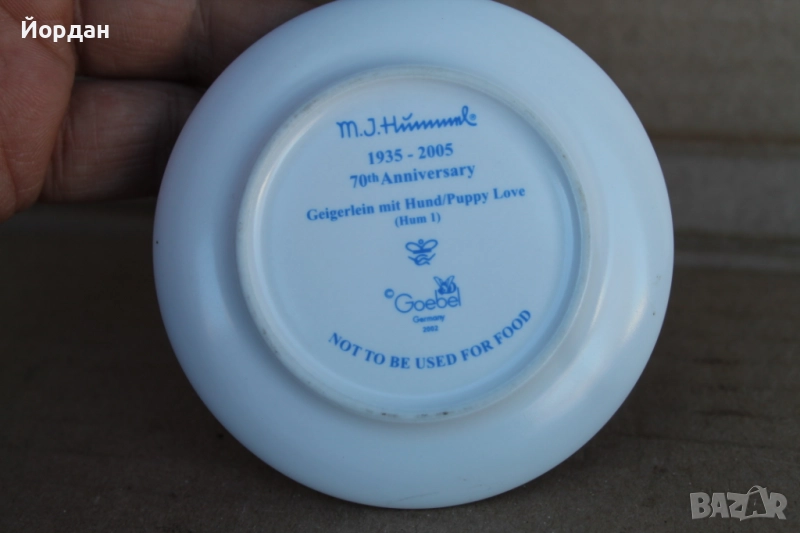 Йордан
M.J.Hummel®
1935 - 2005
70th Anniversary
Geigerlein mit Hund/Puppy Love
(Hum 1)
© Goebel
Germany
2002
NOT TO BE USED FOR FOOD
BAZAR